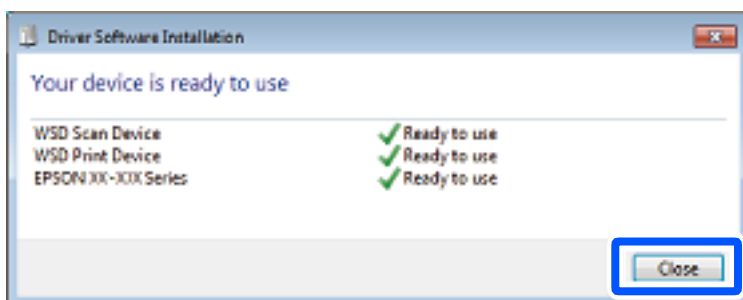 Driver Software Installation
Your device is ready to use
WSD Scan Device Ready to use
WSD Print Device Ready to use
EPSON XX-XXX Series Ready to use
Close